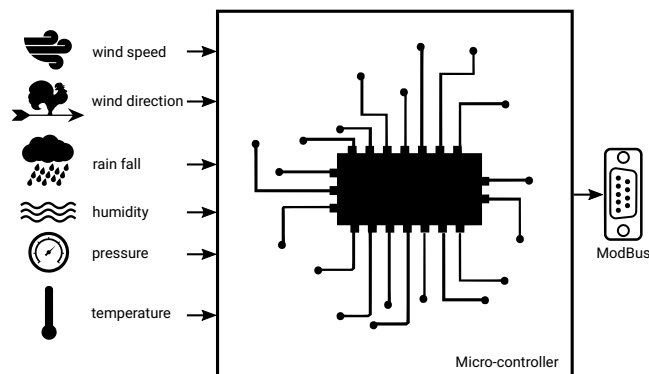 wind speed
wind direction
rain fall
humidity
pressure
temperature
ModBus
Micro-controller